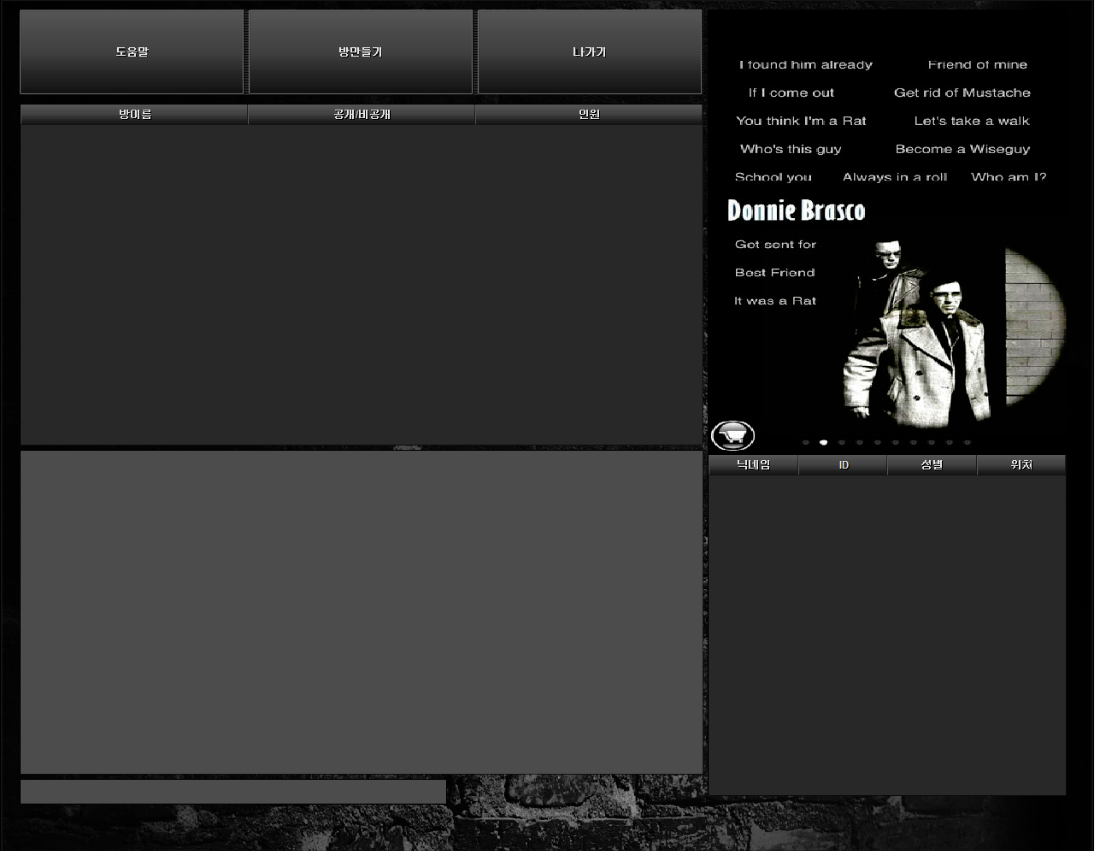 도움말 방만들기 나가기
방이름 공개/비공개 인원
I found him already Friend of mine
If I come out Get rid of Mustache
You think I'm a Rat Let's take a walk
Who's this guy Become a Wiseguy
School you Always in a roll Who am I?
Donnie Brasco
Got sent for
Best Friend
It was a Rat
닉네임 ID 성별 위치